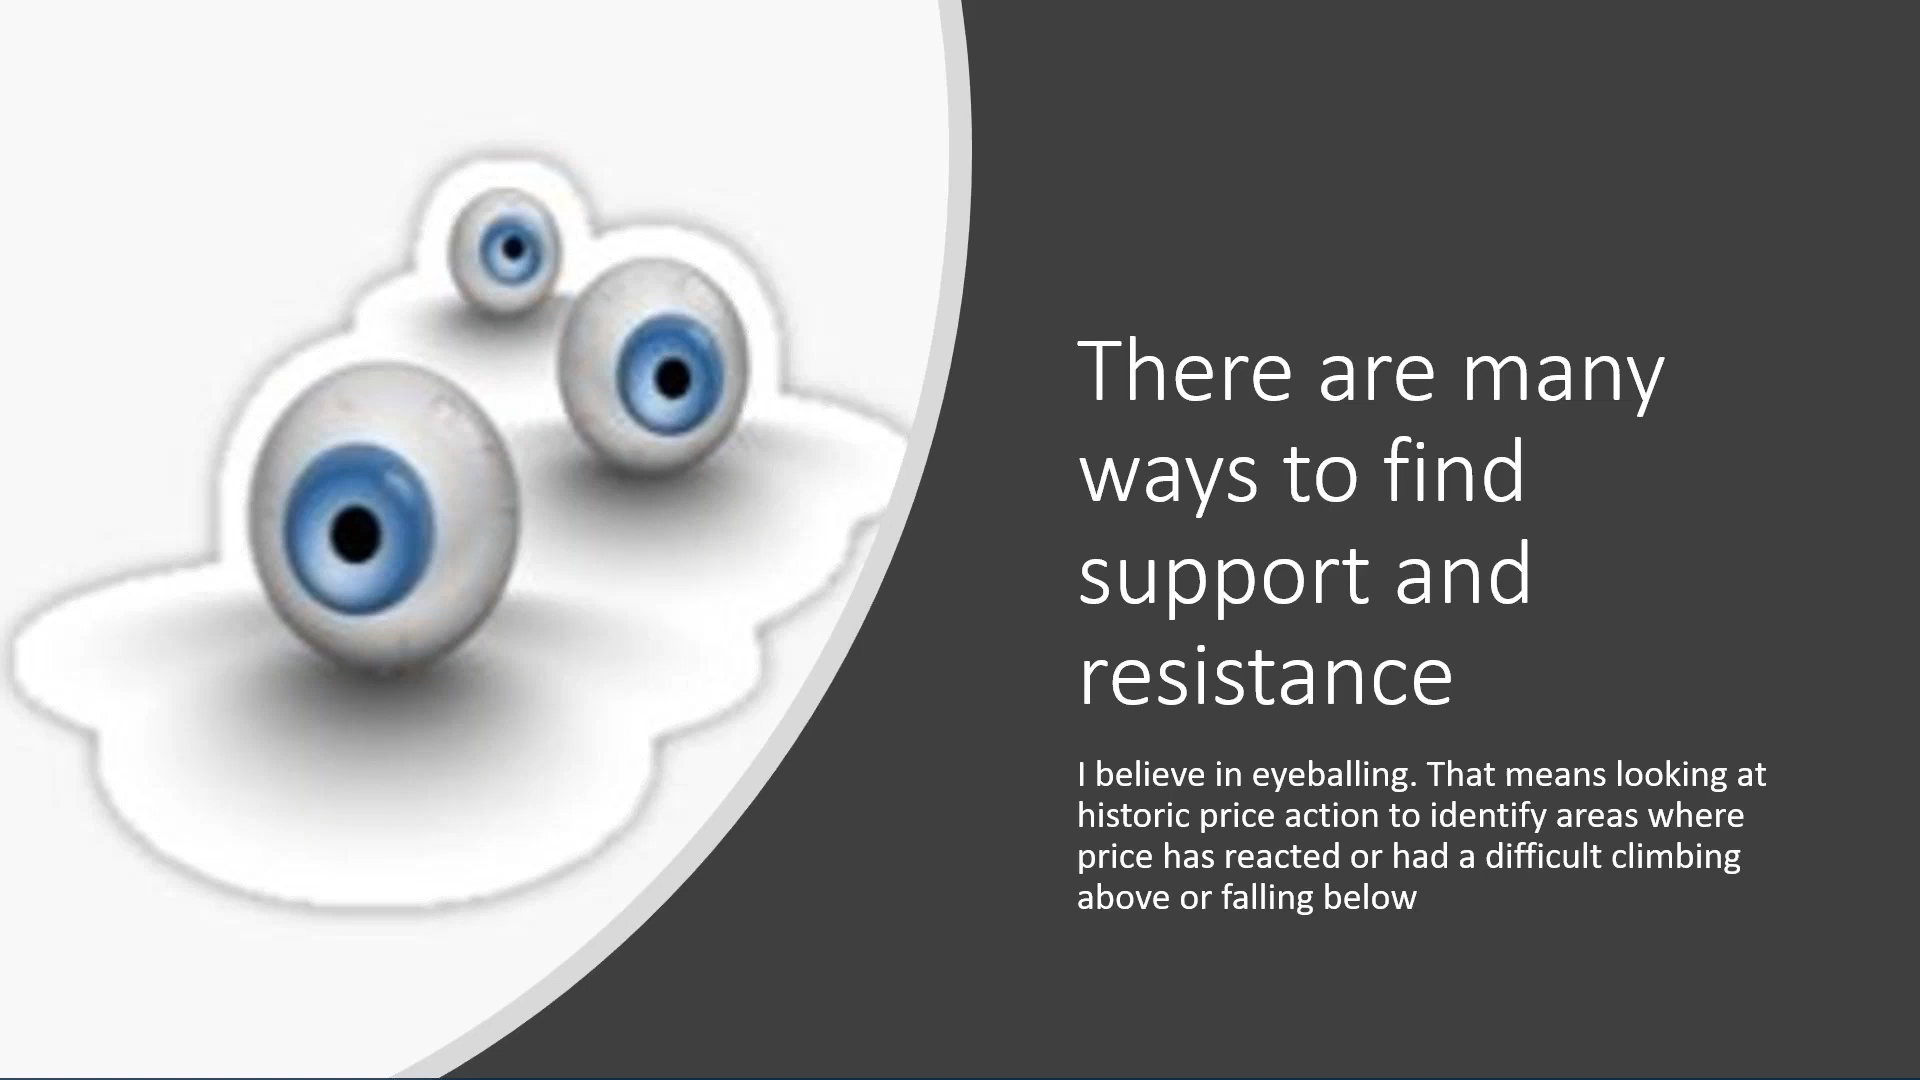 There are many
ways to find
support and
resistance
I believe in eyeballing. That means looking at
historic price action to identify areas where
price has reacted or had a difficult climbing
above or falling below